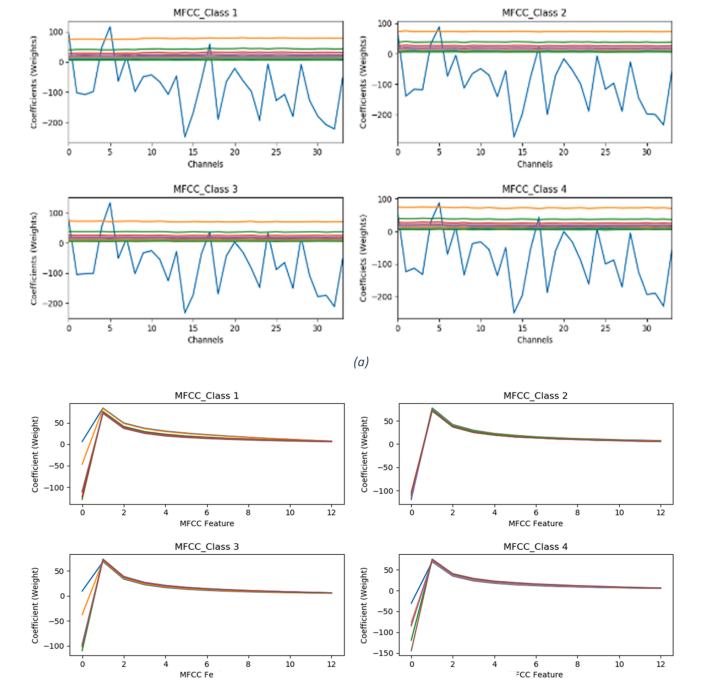 MFCC_Class 1
Coefficients (Weights)
100
0
−100
−200
0 5 10 15 20 25 30
Channels
MFCC_Class 2
Coefficients (Weights)
100
0
−100
−200
0 5 10 15 20 25 30
Channels
MFCC_Class 3
Coefficients (Weights)
100
0
−100
−200
0 5 10 15 20 25 30
Channels
MFCC_Class 4
Coefficiects (Weights)
100
0
−100
−200
0 5 10 15 20 25 30
Channels
(a)
MFCC_Class 1
Coefficient (Weight)
50
0
−50
−100
0 2 4 6 8 10 12
MFCC Feature
MFCC_Class 2
Coefficient (Weight)
50
0
−50
−100
0 2 4 6 8 10 12
MFCC Feature
MFCC_Class 3
Coefficient (Weight)
50
0
−50
−100
0 2 4 6 8 10 12
MFCC Fe
MFCC_Class 4
Coefficient (Weight)
50
0
−50
−100
−150
0 2 4 6 8 10 12
CC Feature